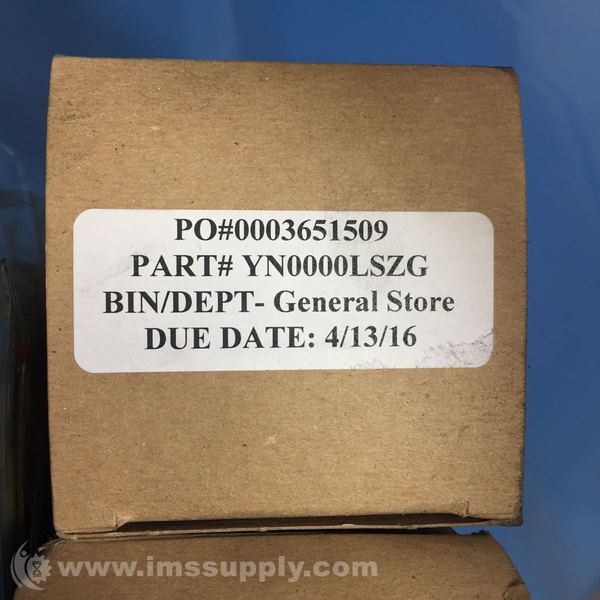 PO#0003651509
PART# YN0000LSZG
BIN/DEPT- General Store
DUE DATE: 4/13/16
www.imssupply.com